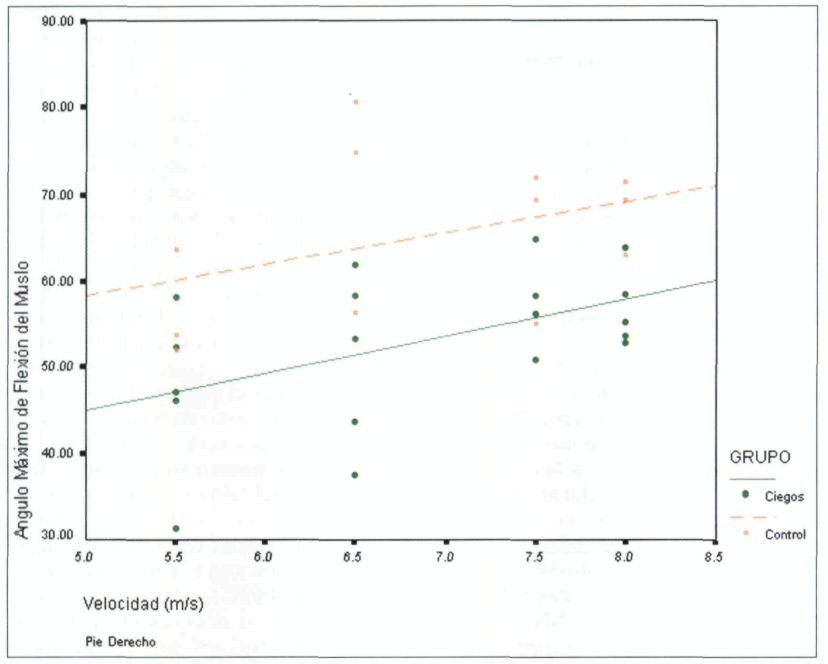 90.00
80.00
70.00
60.00
50.00
40.00
30.00
Angulo Máximo de Flexión del Muslo
5.0 5.5 6.0 6.5 7.0 7.5 8.0 8.5
Velocidad (m/s)
Pie Derecho
GRUPO
Ciegos
Control